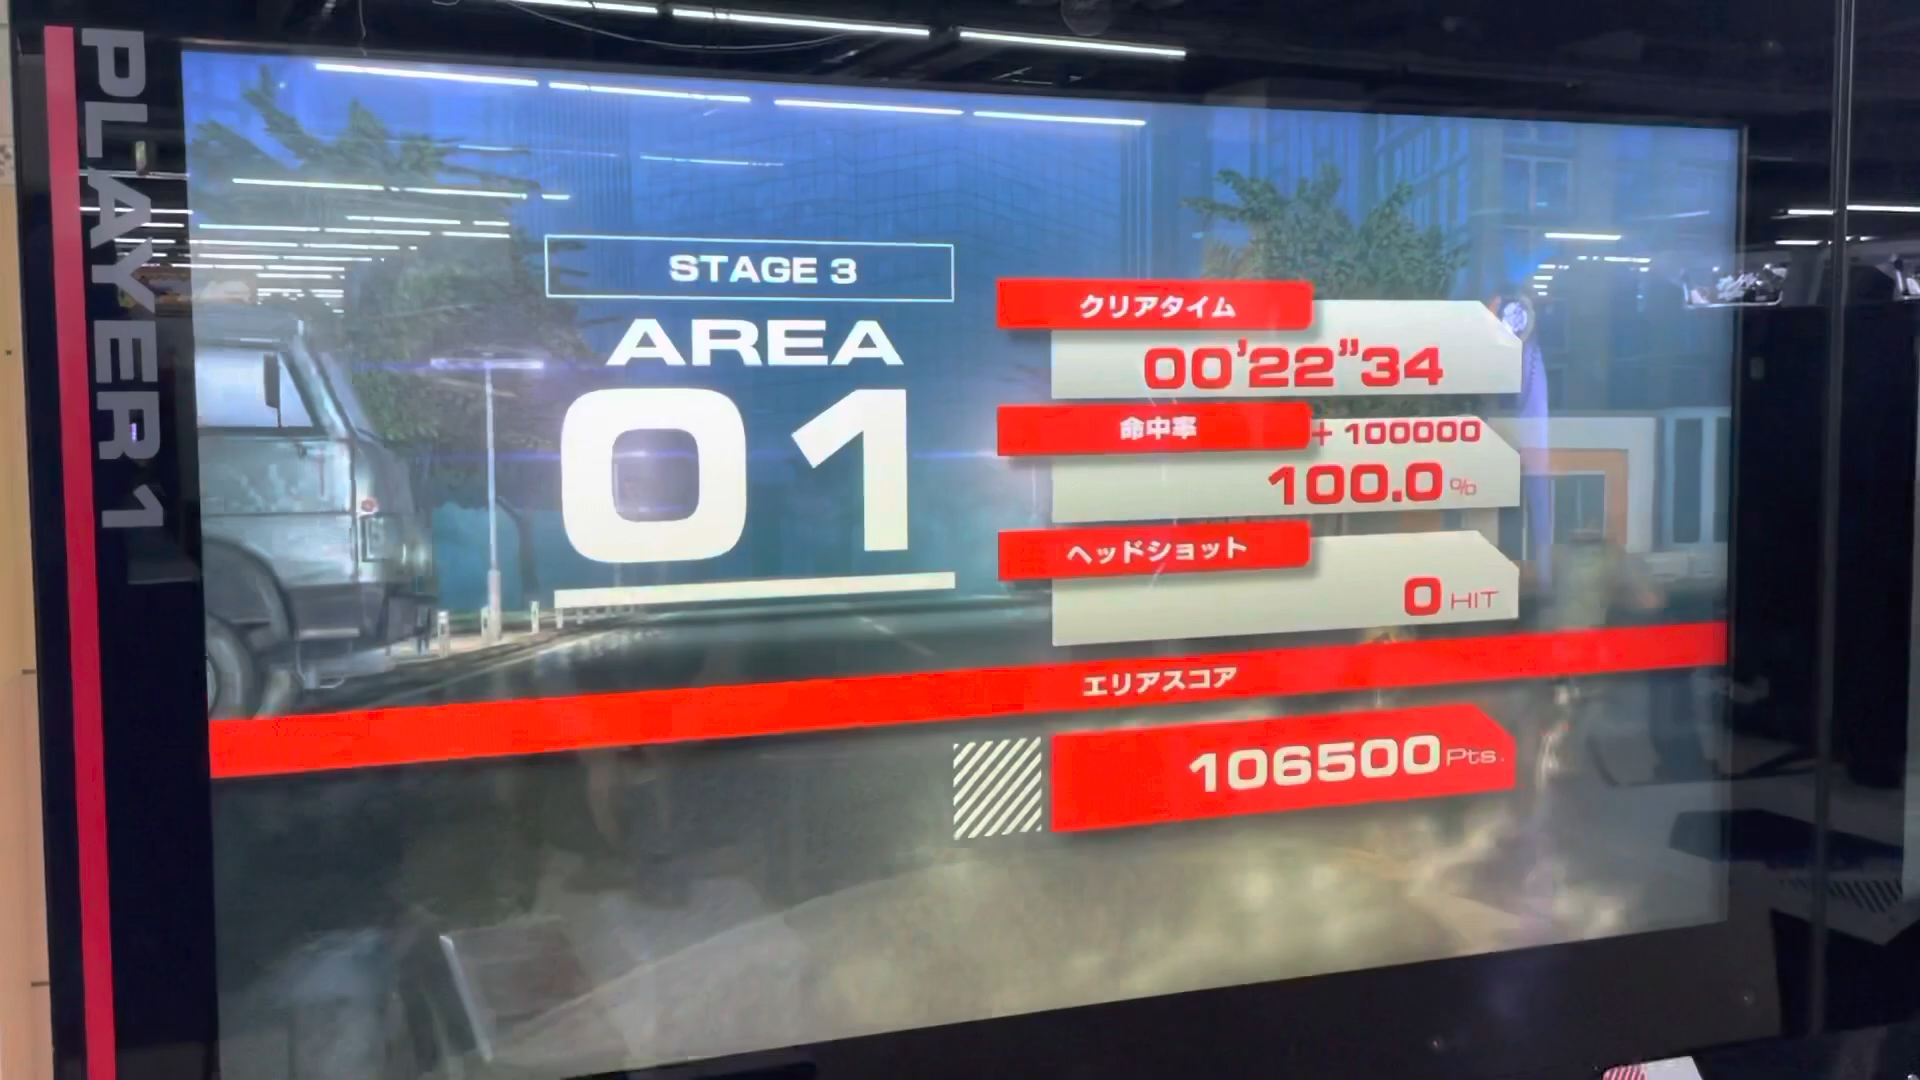 PLAYER 1
STAGE 3
AREA
01
クリアタイム
00'22"34
命中率
+ 100000
100.0%
ヘッドショット
0 HIT
エリアスコア
106500 Pts.